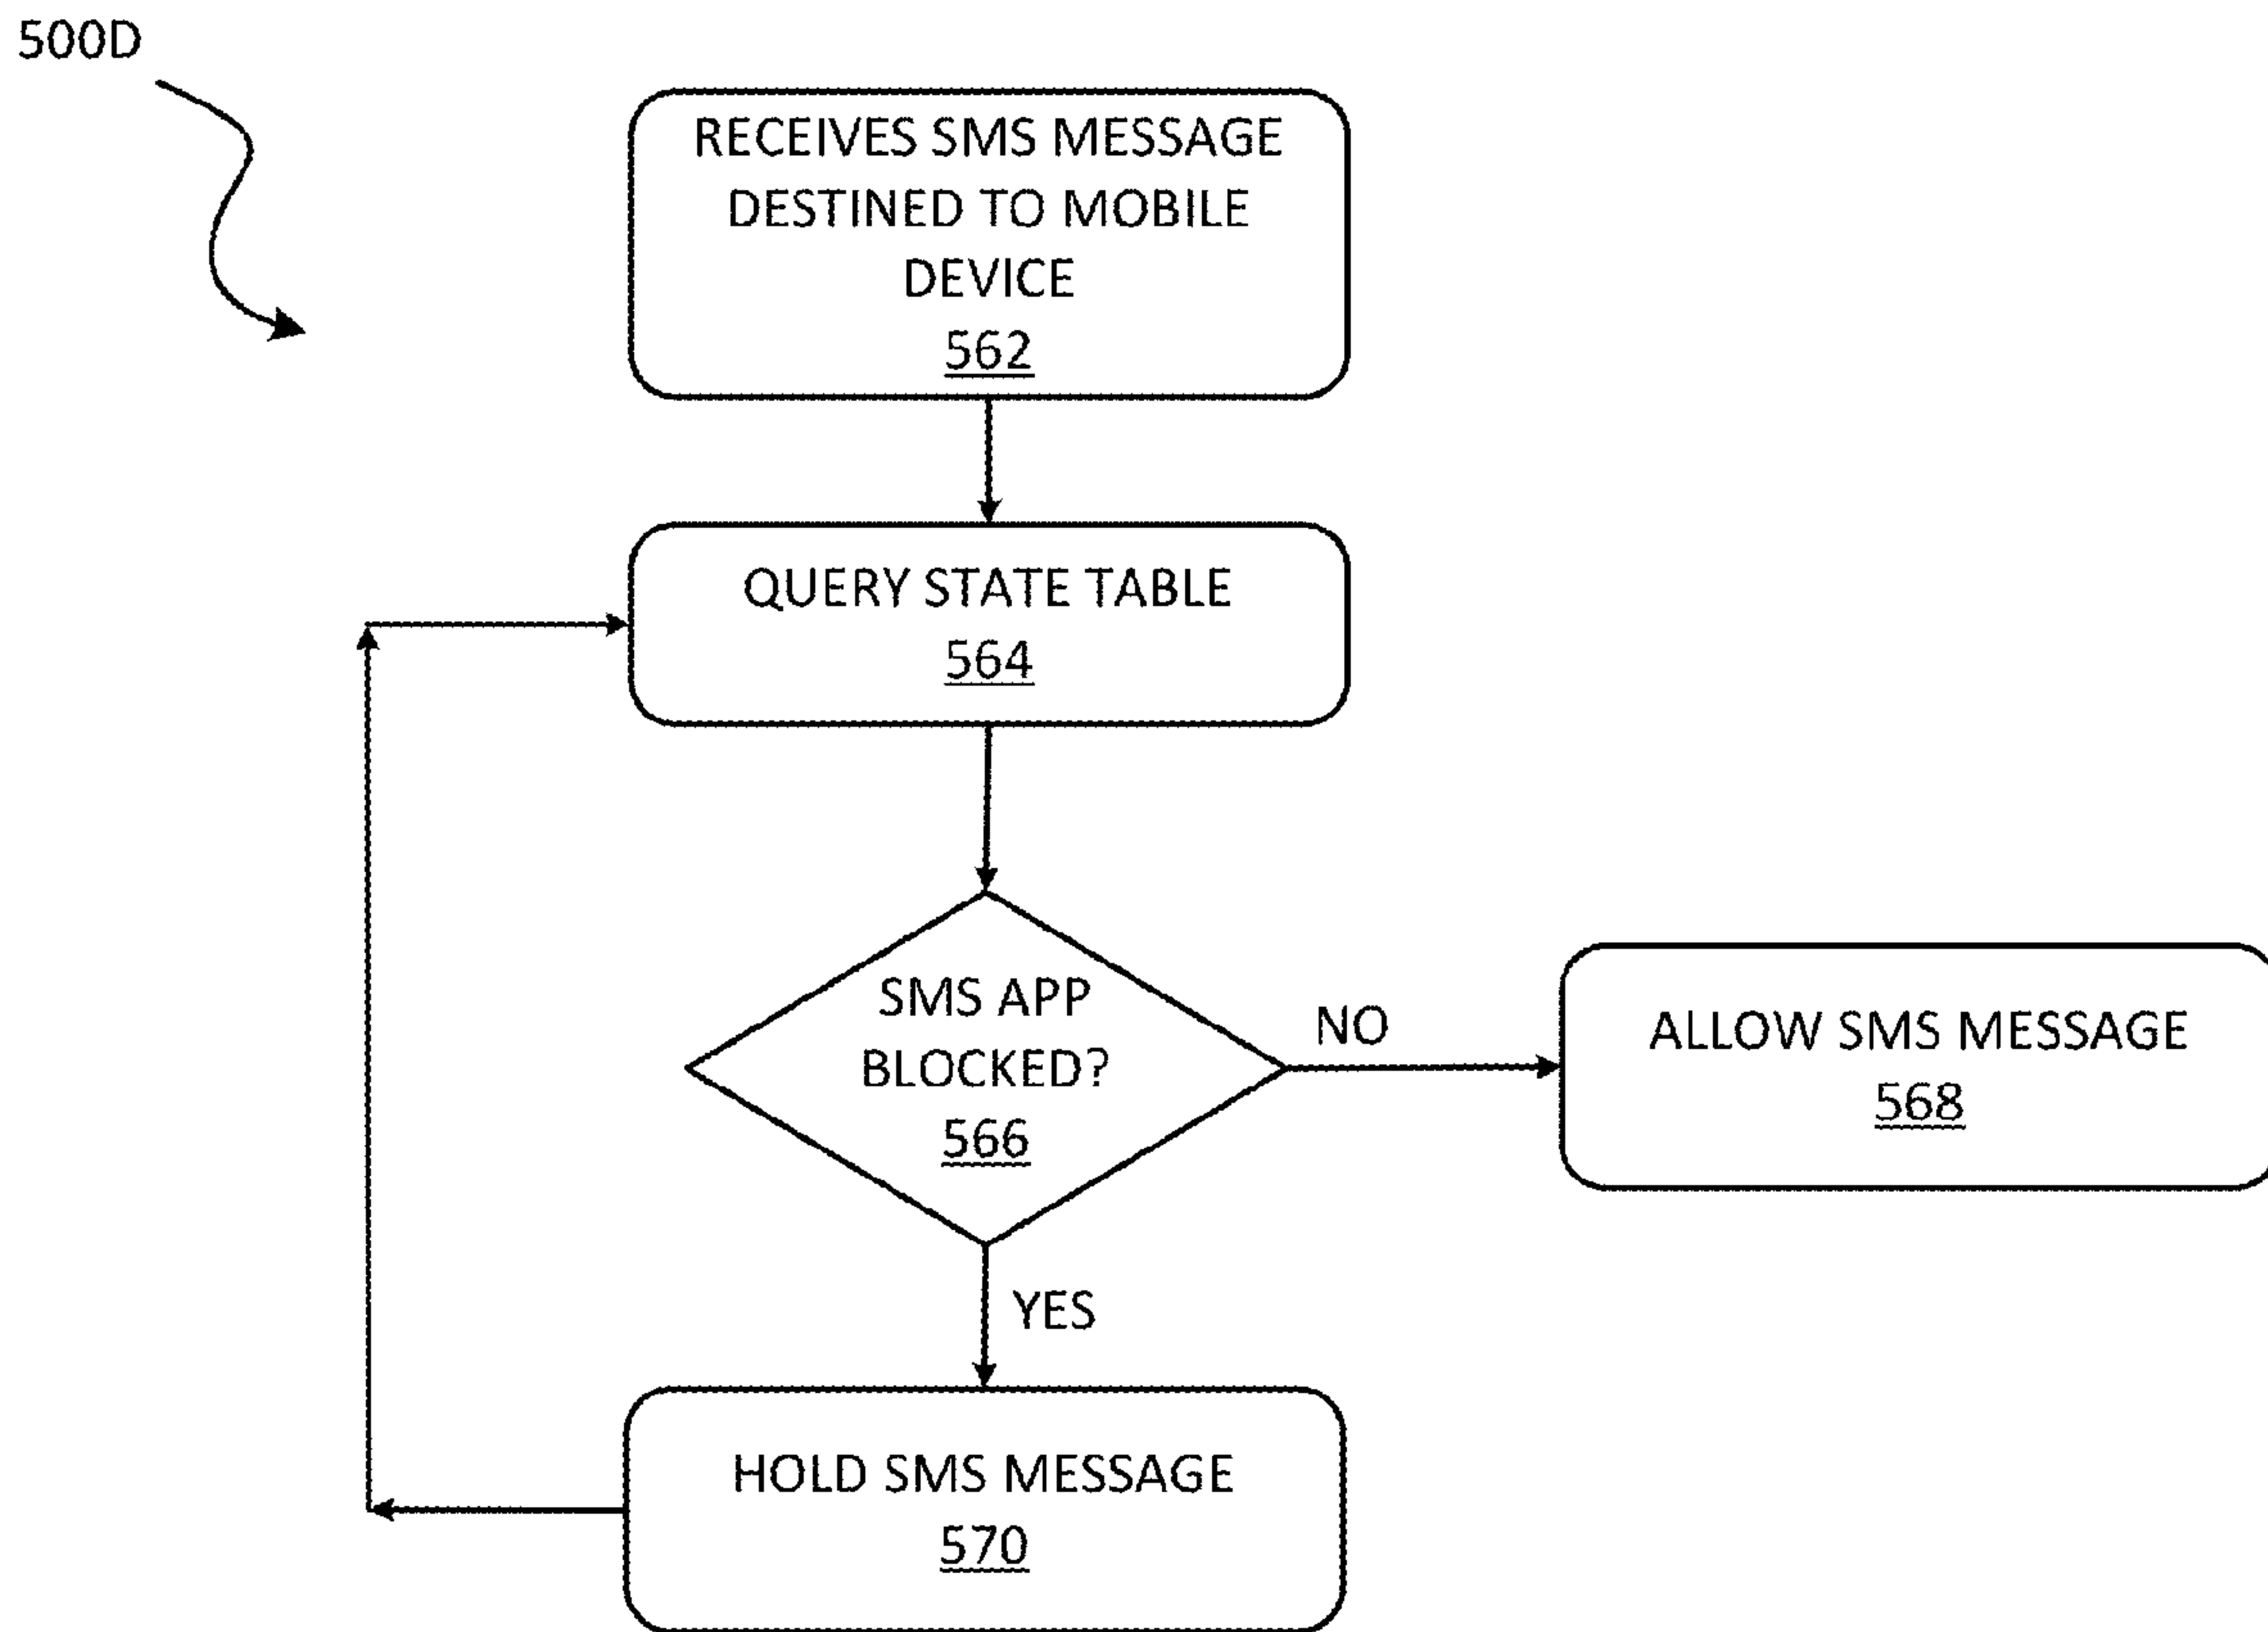 500D
RECEIVES SMS MESSAGE
DESTINED TO MOBILE
DEVICE
562
QUERY STATE TABLE
564
SMS APP
BLOCKED?
566
NO
ALLOW SMS MESSAGE
568
YES
HOLD SMS MESSAGE
570